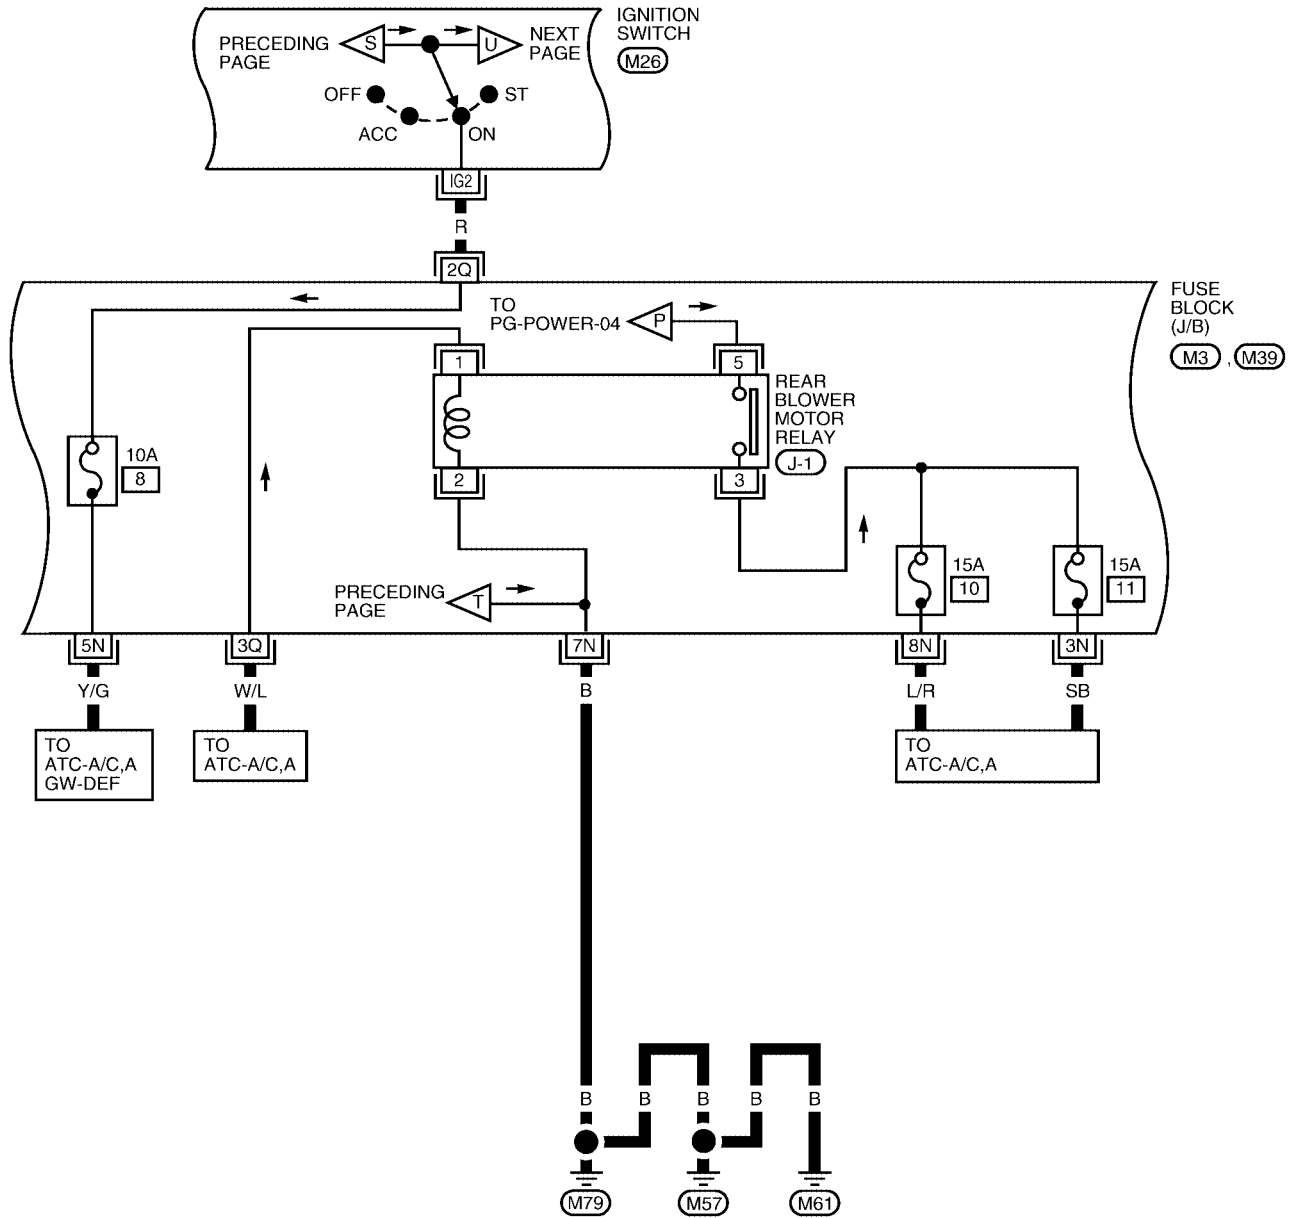 IGNITION
SWITCH
M26
PRECEDING
PAGE
S
U
NEXT
PAGE
OFF
ST
ACC
ON
IG2
R
2Q
FUSE
BLOCK
(J/B)
M3 , M39
TO
PG-POWER-04
P
1
5
REAR
BLOWER
MOTOR
RELAY
J-1
10A
8
2
3
PRECEDING
PAGE
T
15A
10
15A
11
5N
3Q
7N
8N
3N
Y/G
W/L
B
L/R
SB
TO
ATC-A/C,A
GW-DEF
TO
ATC-A/C,A
TO
ATC-A/C,A
B
B
B
B
B
M79
M57
M61